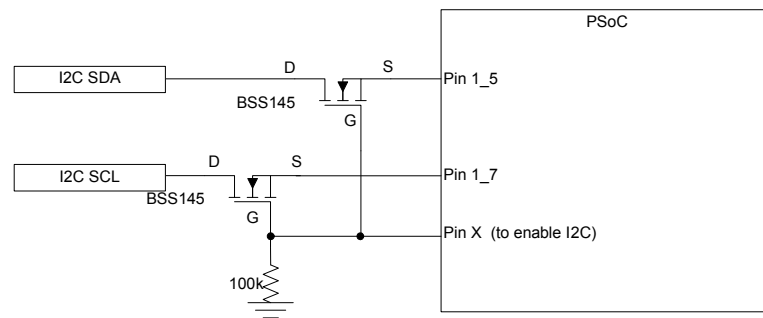 PSoC
I2C SDA
D
S
Pin 1_5
BSS145
G
I2C SCL
D
S
Pin 1_7
BSS145
G
Pin X (to enable I2C)
100k